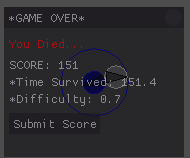 *GAME OVER*
You Died...
SCORE: 151
*Time Survived: 151.4
*Difficulty: 0.7
Submit Score